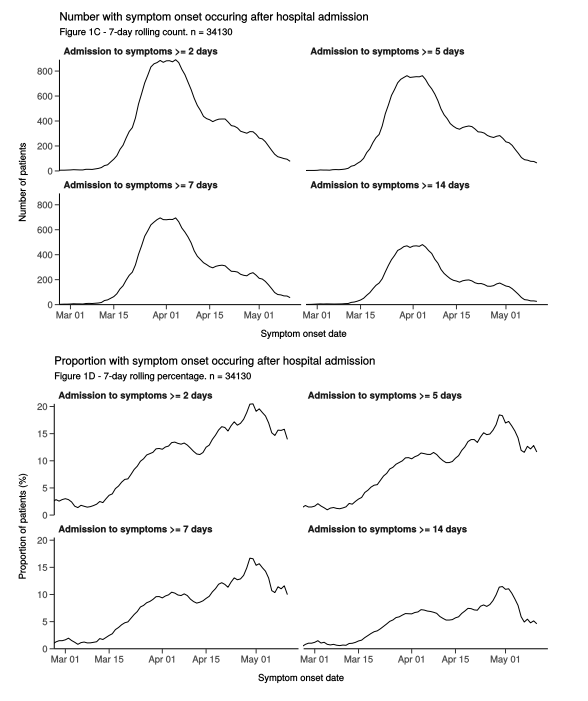 Number with symptom onset occuring after hospital admission
Figure 1C - 7-day rolling count. n = 34130
Admission to symptoms >= 2 days
Admission to symptoms >= 5 days
800
600
400
200
0
Admission to symptoms >= 7 days
Admission to symptoms >= 14 days
800
600
400
200
0
Number of patients
Mar 01 Mar 15 Apr 01 Apr 15 May 01
Mar 01 Mar 15 Apr 01 Apr 15 May 01
Symptom onset date
Proportion with symptom onset occuring after hospital admission
Figure 1D - 7-day rolling percentage. n = 34130
Admission to symptoms >= 2 days
Admission to symptoms >= 5 days
20
15
10
5
0
Admission to symptoms >= 7 days
Admission to symptoms >= 14 days
20
15
10
5
0
Proportion of patients (%)
Mar 01 Mar 15 Apr 01 Apr 15 May 01
Mar 01 Mar 15 Apr 01 Apr 15 May 01
Symptom onset date